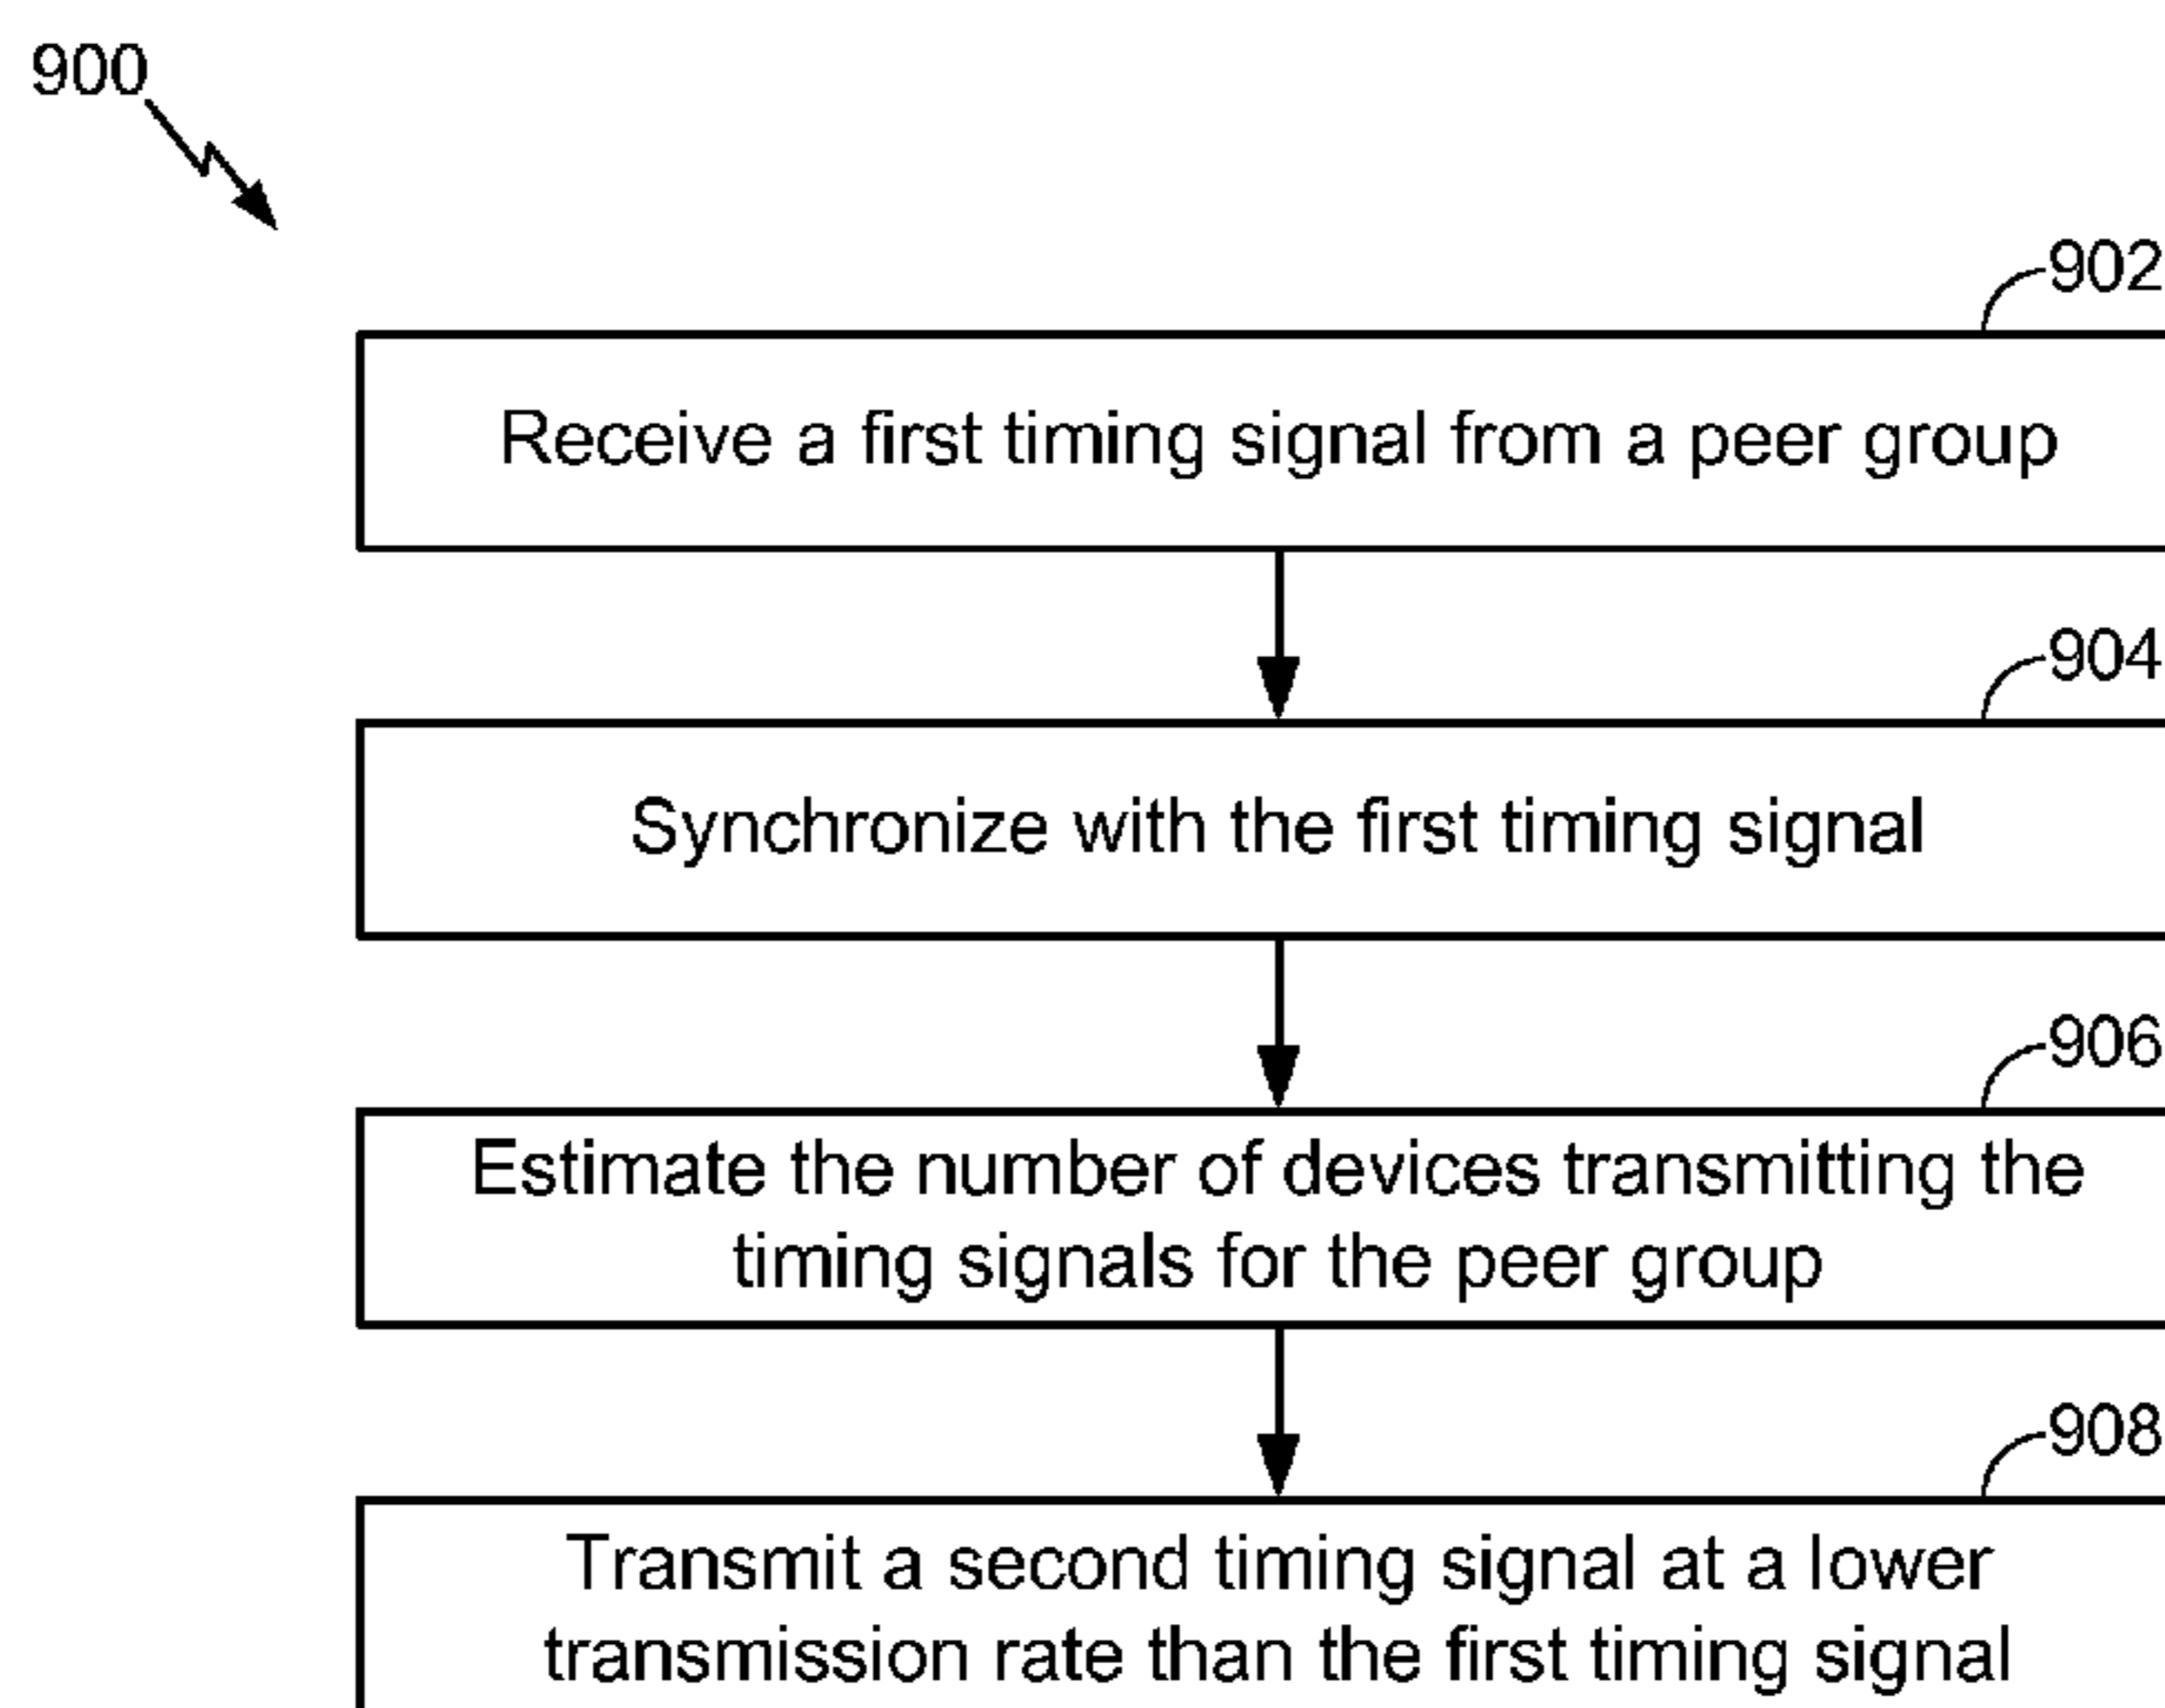 900
902
Receive a first timing signal from a peer group
904
Synchronize with the first timing signal
906
Estimate the number of devices transmitting the
timing signals for the peer group
908
Transmit a second timing signal at a lower
transmission rate than the first timing signal